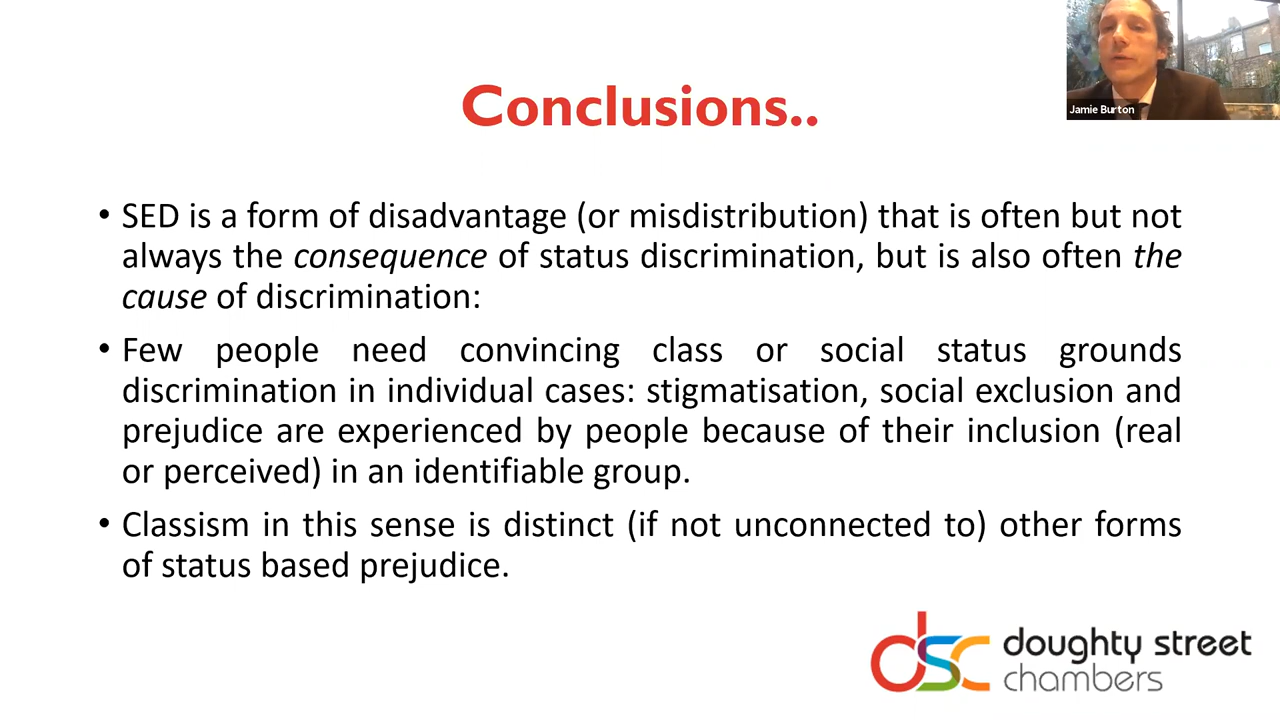 Conclusions..
Jamie Burton
• SED is a form of disadvantage (or misdistribution) that is often but not
always the consequence of status discrimination, but is also often the
cause of discrimination:
• Few people need convincing class or social status grounds
discrimination in individual cases: stigmatisation, social exclusion and
prejudice are experienced by people because of their inclusion (real
or perceived) in an identifiable group.
• Classism in this sense is distinct (if not unconnected to) other forms
of status based prejudice.
dsc doughty street
chambers